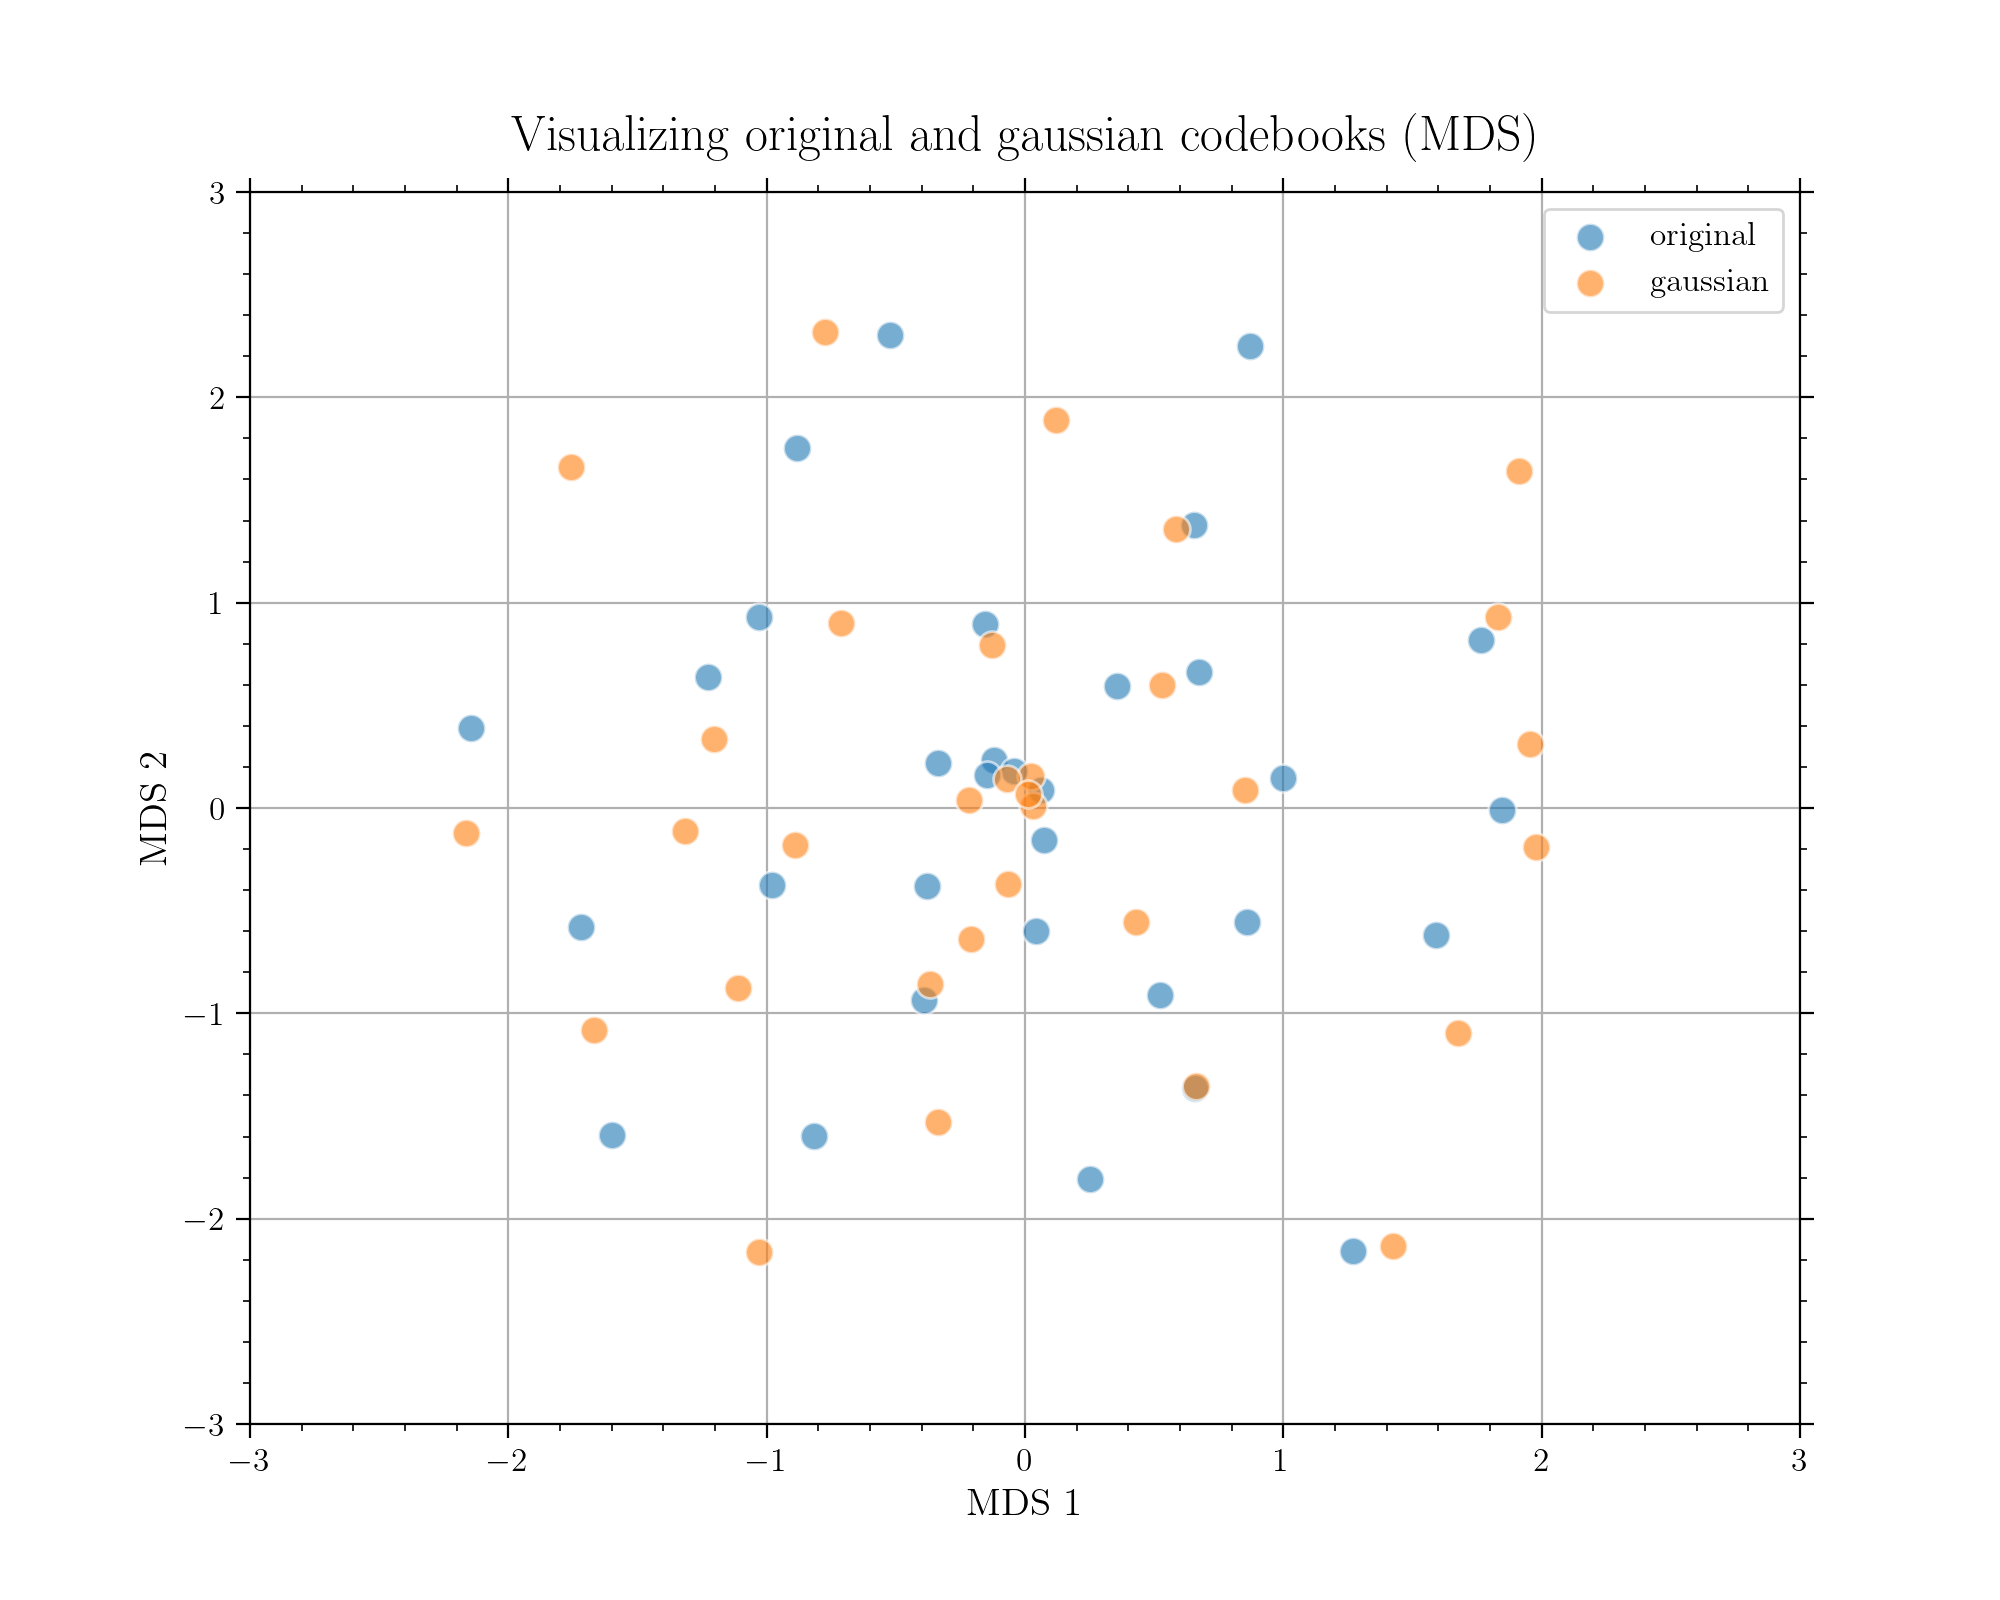 Visualizing original and gaussian codebooks (MDS)
original
gaussian
3
2
1
0
−1
−2
−3
MDS 2
−3
−2
−1
0
1
2
3
MDS 1